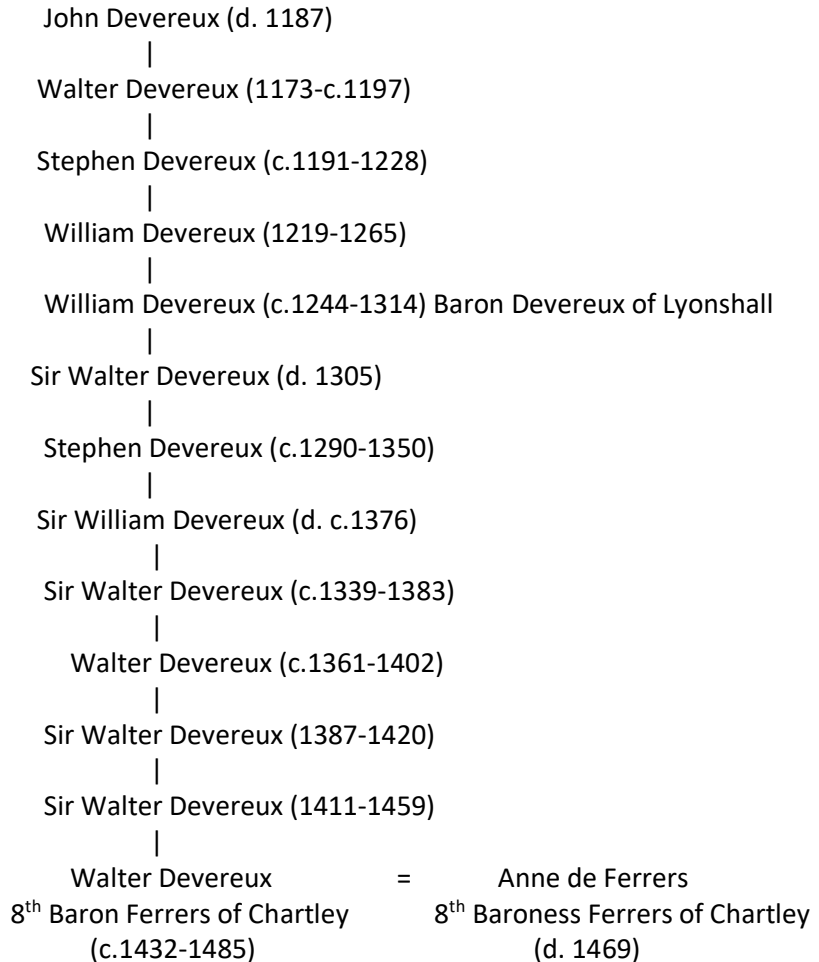 John Devereux (d. 1187)
|
Walter Devereux (1173-c.1197)
|
Stephen Devereux (c.1191-1228)
|
William Devereux (1219-1265)
|
William Devereux (c.1244-1314) Baron Devereux of Lyonshall
|
Sir Walter Devereux (d. 1305)
|
Stephen Devereux (c.1290-1350)
|
Sir William Devereux (d. c.1376)
|
Sir Walter Devereux (c.1339-1383)
|
Walter Devereux (c.1361-1402)
|
Sir Walter Devereux (1387-1420)
|
Sir Walter Devereux (1411-1459)
|
Walter Devereux = Anne de Ferrers
8th Baron Ferrers of Chartley 8th Baroness Ferrers of Chartley
(c.1432-1485) (d. 1469)